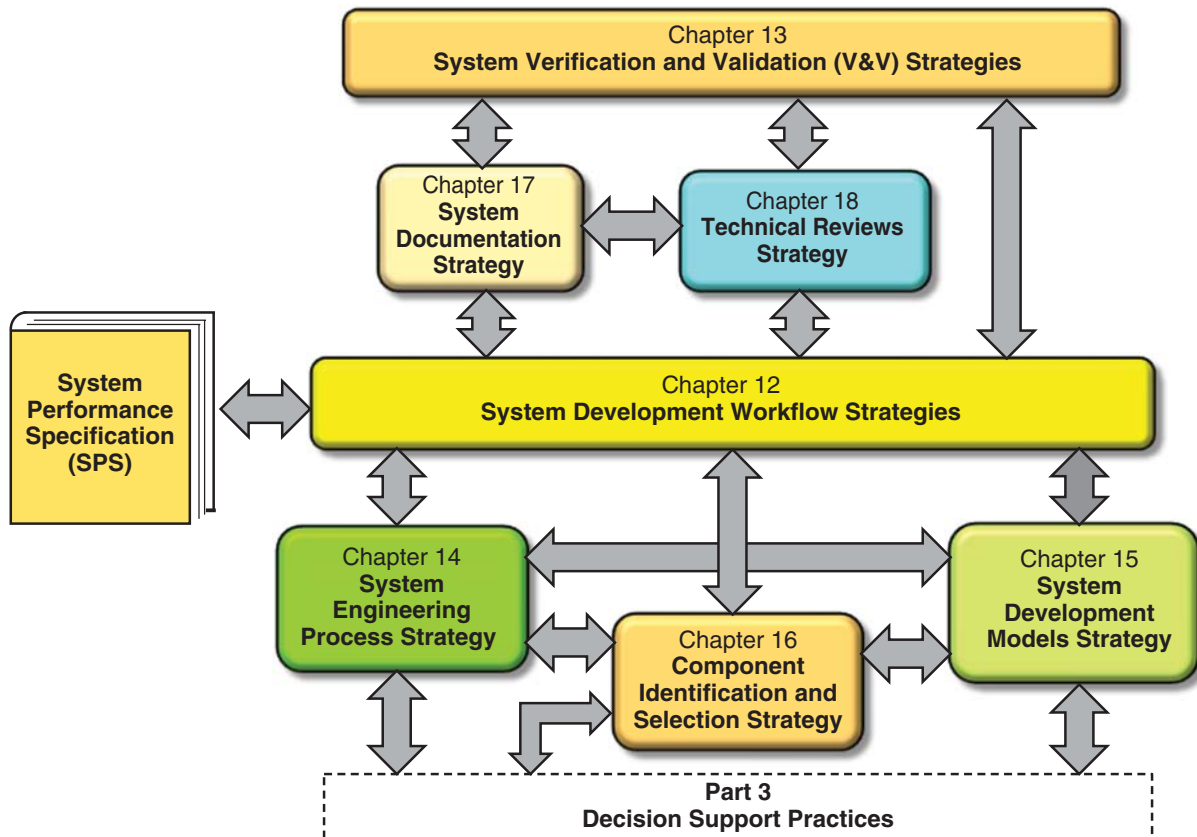 Chapter 13
System Verification and Validation (V&V) Strategies
Chapter 17
System
Documentation
Strategy
Chapter 18
Technical Reviews
Strategy
System
Performance
Specification
(SPS)
Chapter 12
System Development Workflow Strategies
Chapter 14
System
Engineering
Process Strategy
Chapter 15
System
Development
Models Strategy
Chapter 16
Component
Identification and
Selection Strategy
Part 3
Decision Support Practices